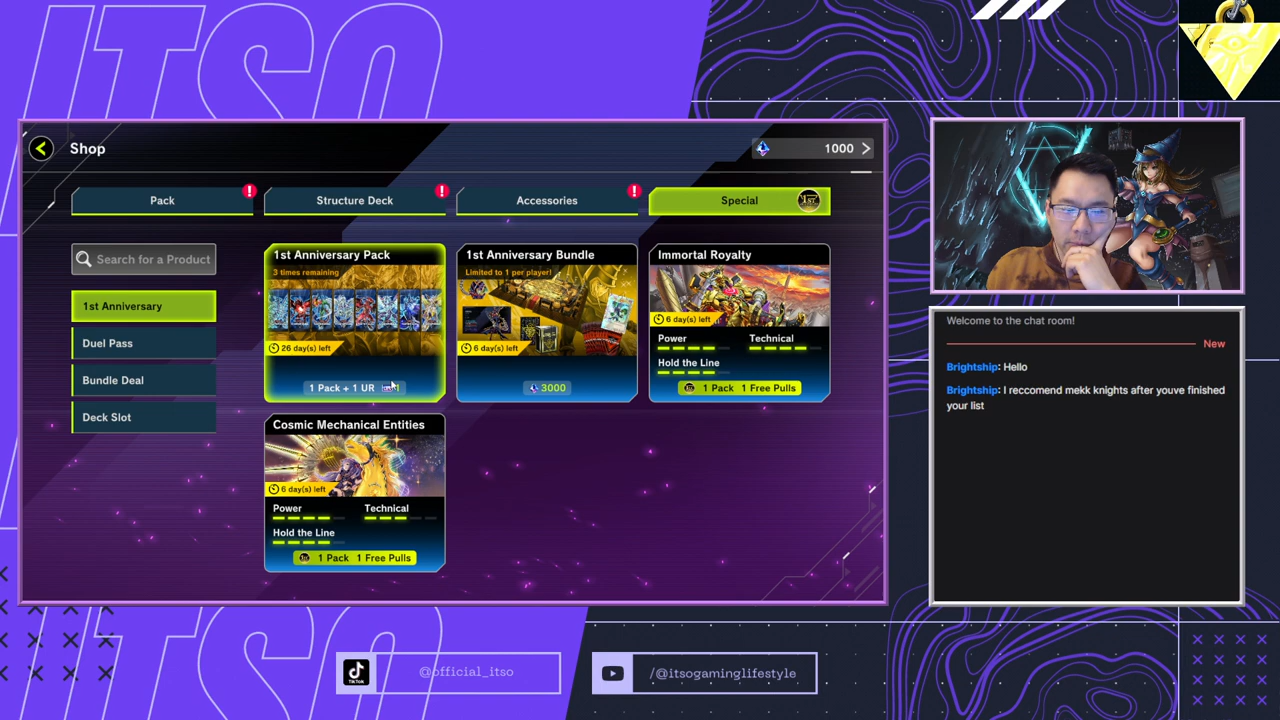 ITSO
Shop
1000
Pack
!
Structure Deck
!
Accessories
!
Special
1ST
Search for a Product
1st Anniversary
Duel Pass
Bundle Deal
Deck Slot
1st Anniversary Pack
3 times remaining
26 day(s) left
1 Pack + 1 UR
1st Anniversary Bundle
Limited to 1 per player!
6 day(s) left
3000
Immortal Royalty
6 day(s) left
Power
Technical
Hold the Line
1 Pack 1 Free Pulls
Cosmic Mechanical Entities
6 day(s) left
Power
Technical
Hold the Line
1 Pack 1 Free Pulls
Welcome to the chat room!
New
Brightship: Hello
Brightship: I reccomend mekk knights after youve finished
your list
ITSO
TikTok
@official_itso
/@itsogaminglifestyle